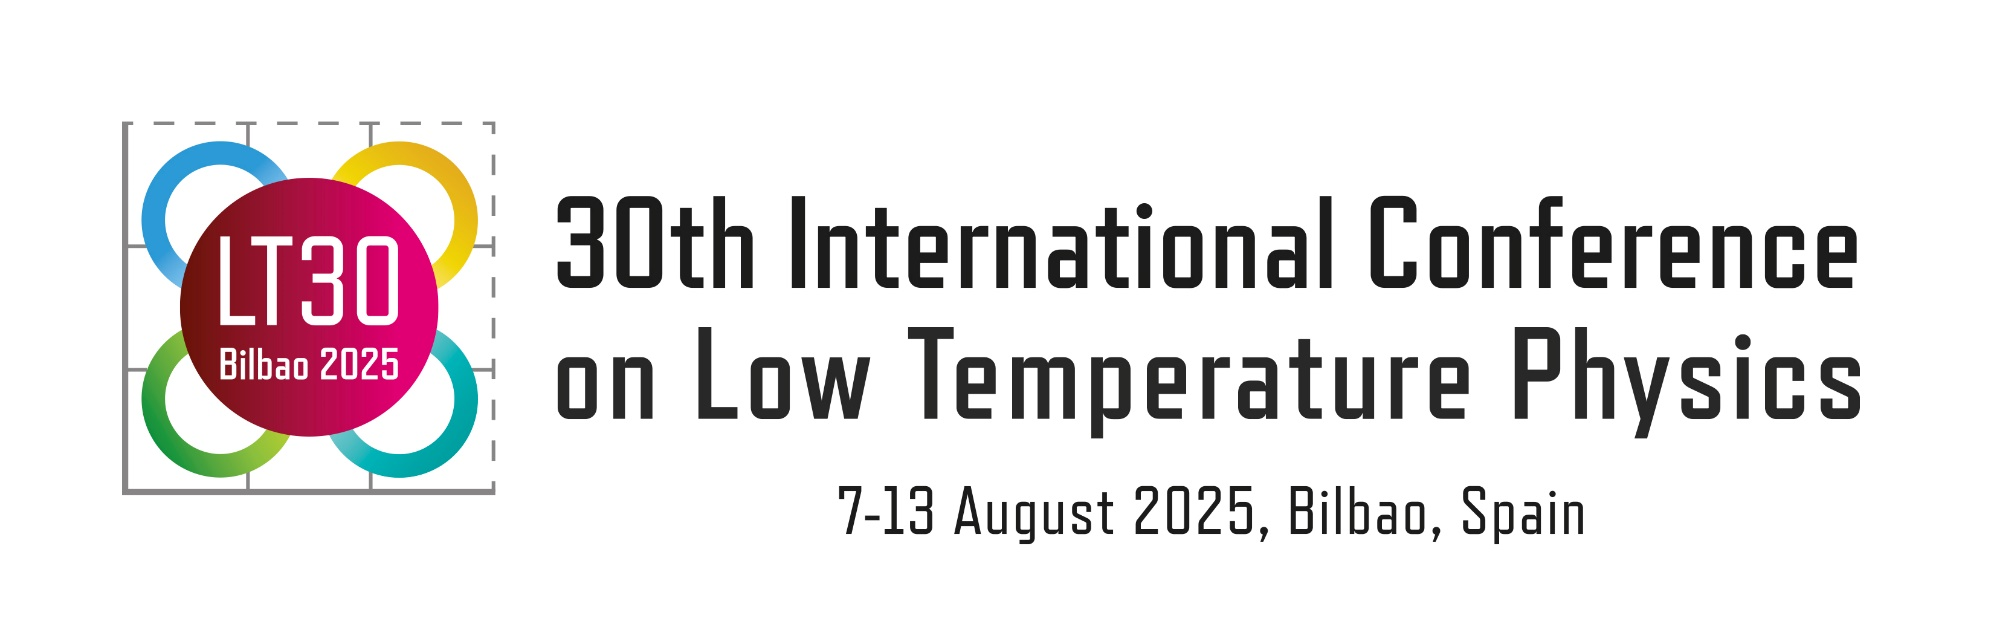 LT30
Bilbao 2025
30th International Conference
on Low Temperature Physics
7-13 August 2025, Bilbao, Spain